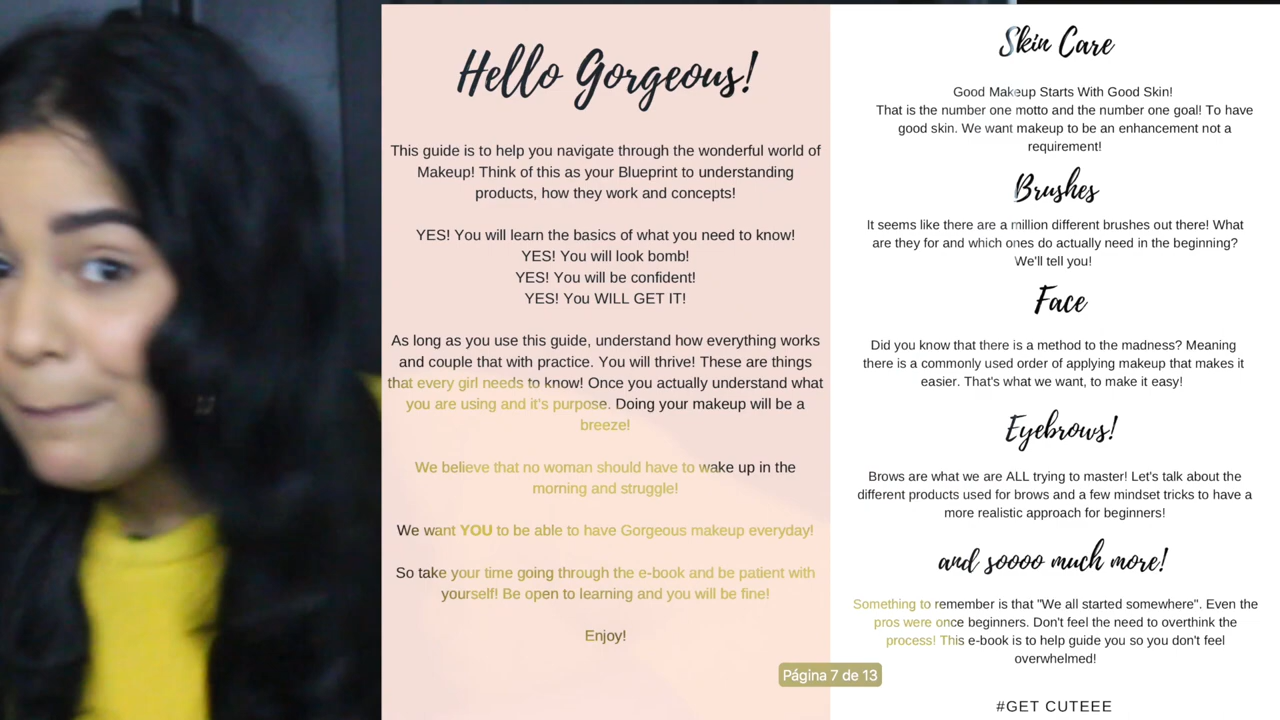 Hello Gorgeous!
This guide is to help you navigate through the wonderful world of
Makeup! Think of this as your Blueprint to understanding
products, how they work and concepts!
YES! You will learn the basics of what you need to know!
YES! You will look bomb!
YES! You will be confident!
YES! You WILL GET IT!
As long as you use this guide, understand how everything works
and couple that with practice. You will thrive! These are things
that every girl needs to know! Once you actually understand what
you are using and it's purpose. Doing your makeup will be a
breeze!
We believe that no woman should have to wake up in the
morning and struggle!
We want YOU to be able to have Gorgeous makeup everyday!
So take your time going through the e-book and be patient with
yourself! Be open to learning and you will be fine!
Enjoy!
Skin Care
Good Makeup Starts With Good Skin!
That is the number one motto and the number one goal! To have
good skin. We want makeup to be an enhancement not a
requirement!
Brushes
It seems like there are a million different brushes out there! What
are they for and which ones do actually need in the beginning?
We'll tell you!
Face
Did you know that there is a method to the madness? Meaning
there is a commonly used order of applying makeup that makes it
easier. That's what we want, to make it easy!
Eyebrows!
Brows are what we are ALL trying to master! Let's talk about the
different products used for brows and a few mindset tricks to have a
more realistic approach for beginners!
and soooo much more!
Something to remember is that "We all started somewhere". Even the
pros were once beginners. Don't feel the need to overthink the
process! This e-book is to help guide you so you don't feel
overwhelmed!
#GET CUTEEE
Página 7 de 13